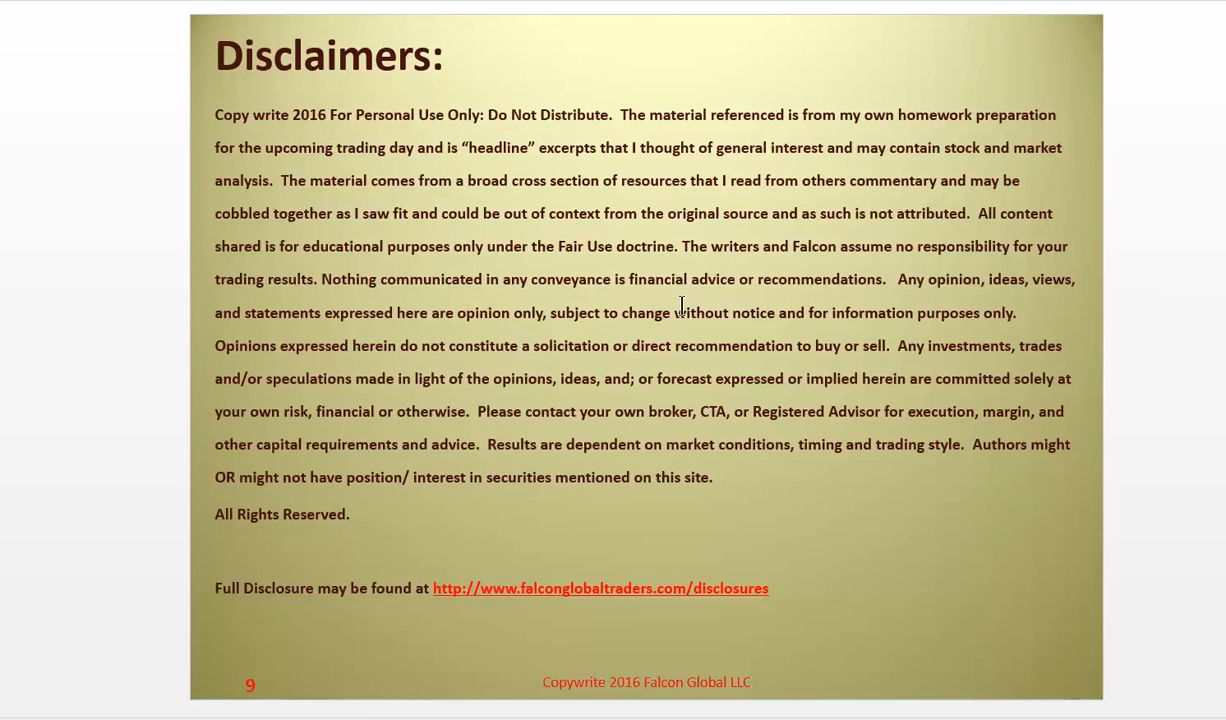 Disclaimers:
Copy write 2016 For Personal Use Only: Do Not Distribute.  The material referenced is from my own homework preparation
for the upcoming trading day and is “headline” excerpts that I thought of general interest and may contain stock and market
analysis.  The material comes from a broad cross section of resources that I read from others commentary and may be
cobbled together as I saw fit and could be out of context from the original source and as such is not attributed.  All content
shared is for educational purposes only under the Fair Use doctrine. The writers and Falcon assume no responsibility for your
trading results. Nothing communicated in any conveyance is financial advice or recommendations.   Any opinion, ideas, views,
and statements expressed here are opinion only, subject to change without notice and for information purposes only.
Opinions expressed herein do not constitute a solicitation or direct recommendation to buy or sell.  Any investments, trades
and/or speculations made in light of the opinions, ideas, and; or forecast expressed or implied herein are committed solely at
your own risk, financial or otherwise.  Please contact your own broker, CTA, or Registered Advisor for execution, margin, and
other capital requirements and advice.  Results are dependent on market conditions, timing and trading style.  Authors might
OR might not have position/ interest in securities mentioned on this site.
All Rights Reserved.
Full Disclosure may be found at http://www.falconglobaltraders.com/disclosures
9 Copywrite 2016 Falcon Global LLC